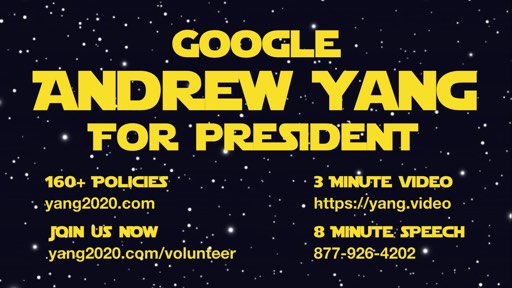 GOOGLE
ANDREW YANG
FOR PRESIDENT
160+ POLICIES
yang2020.com
JOIN US NOW
yang2020.com/volunteer
3 MINUTE VIDEO
https://yang.video
8 MINUTE SPEECH
877-926-4202